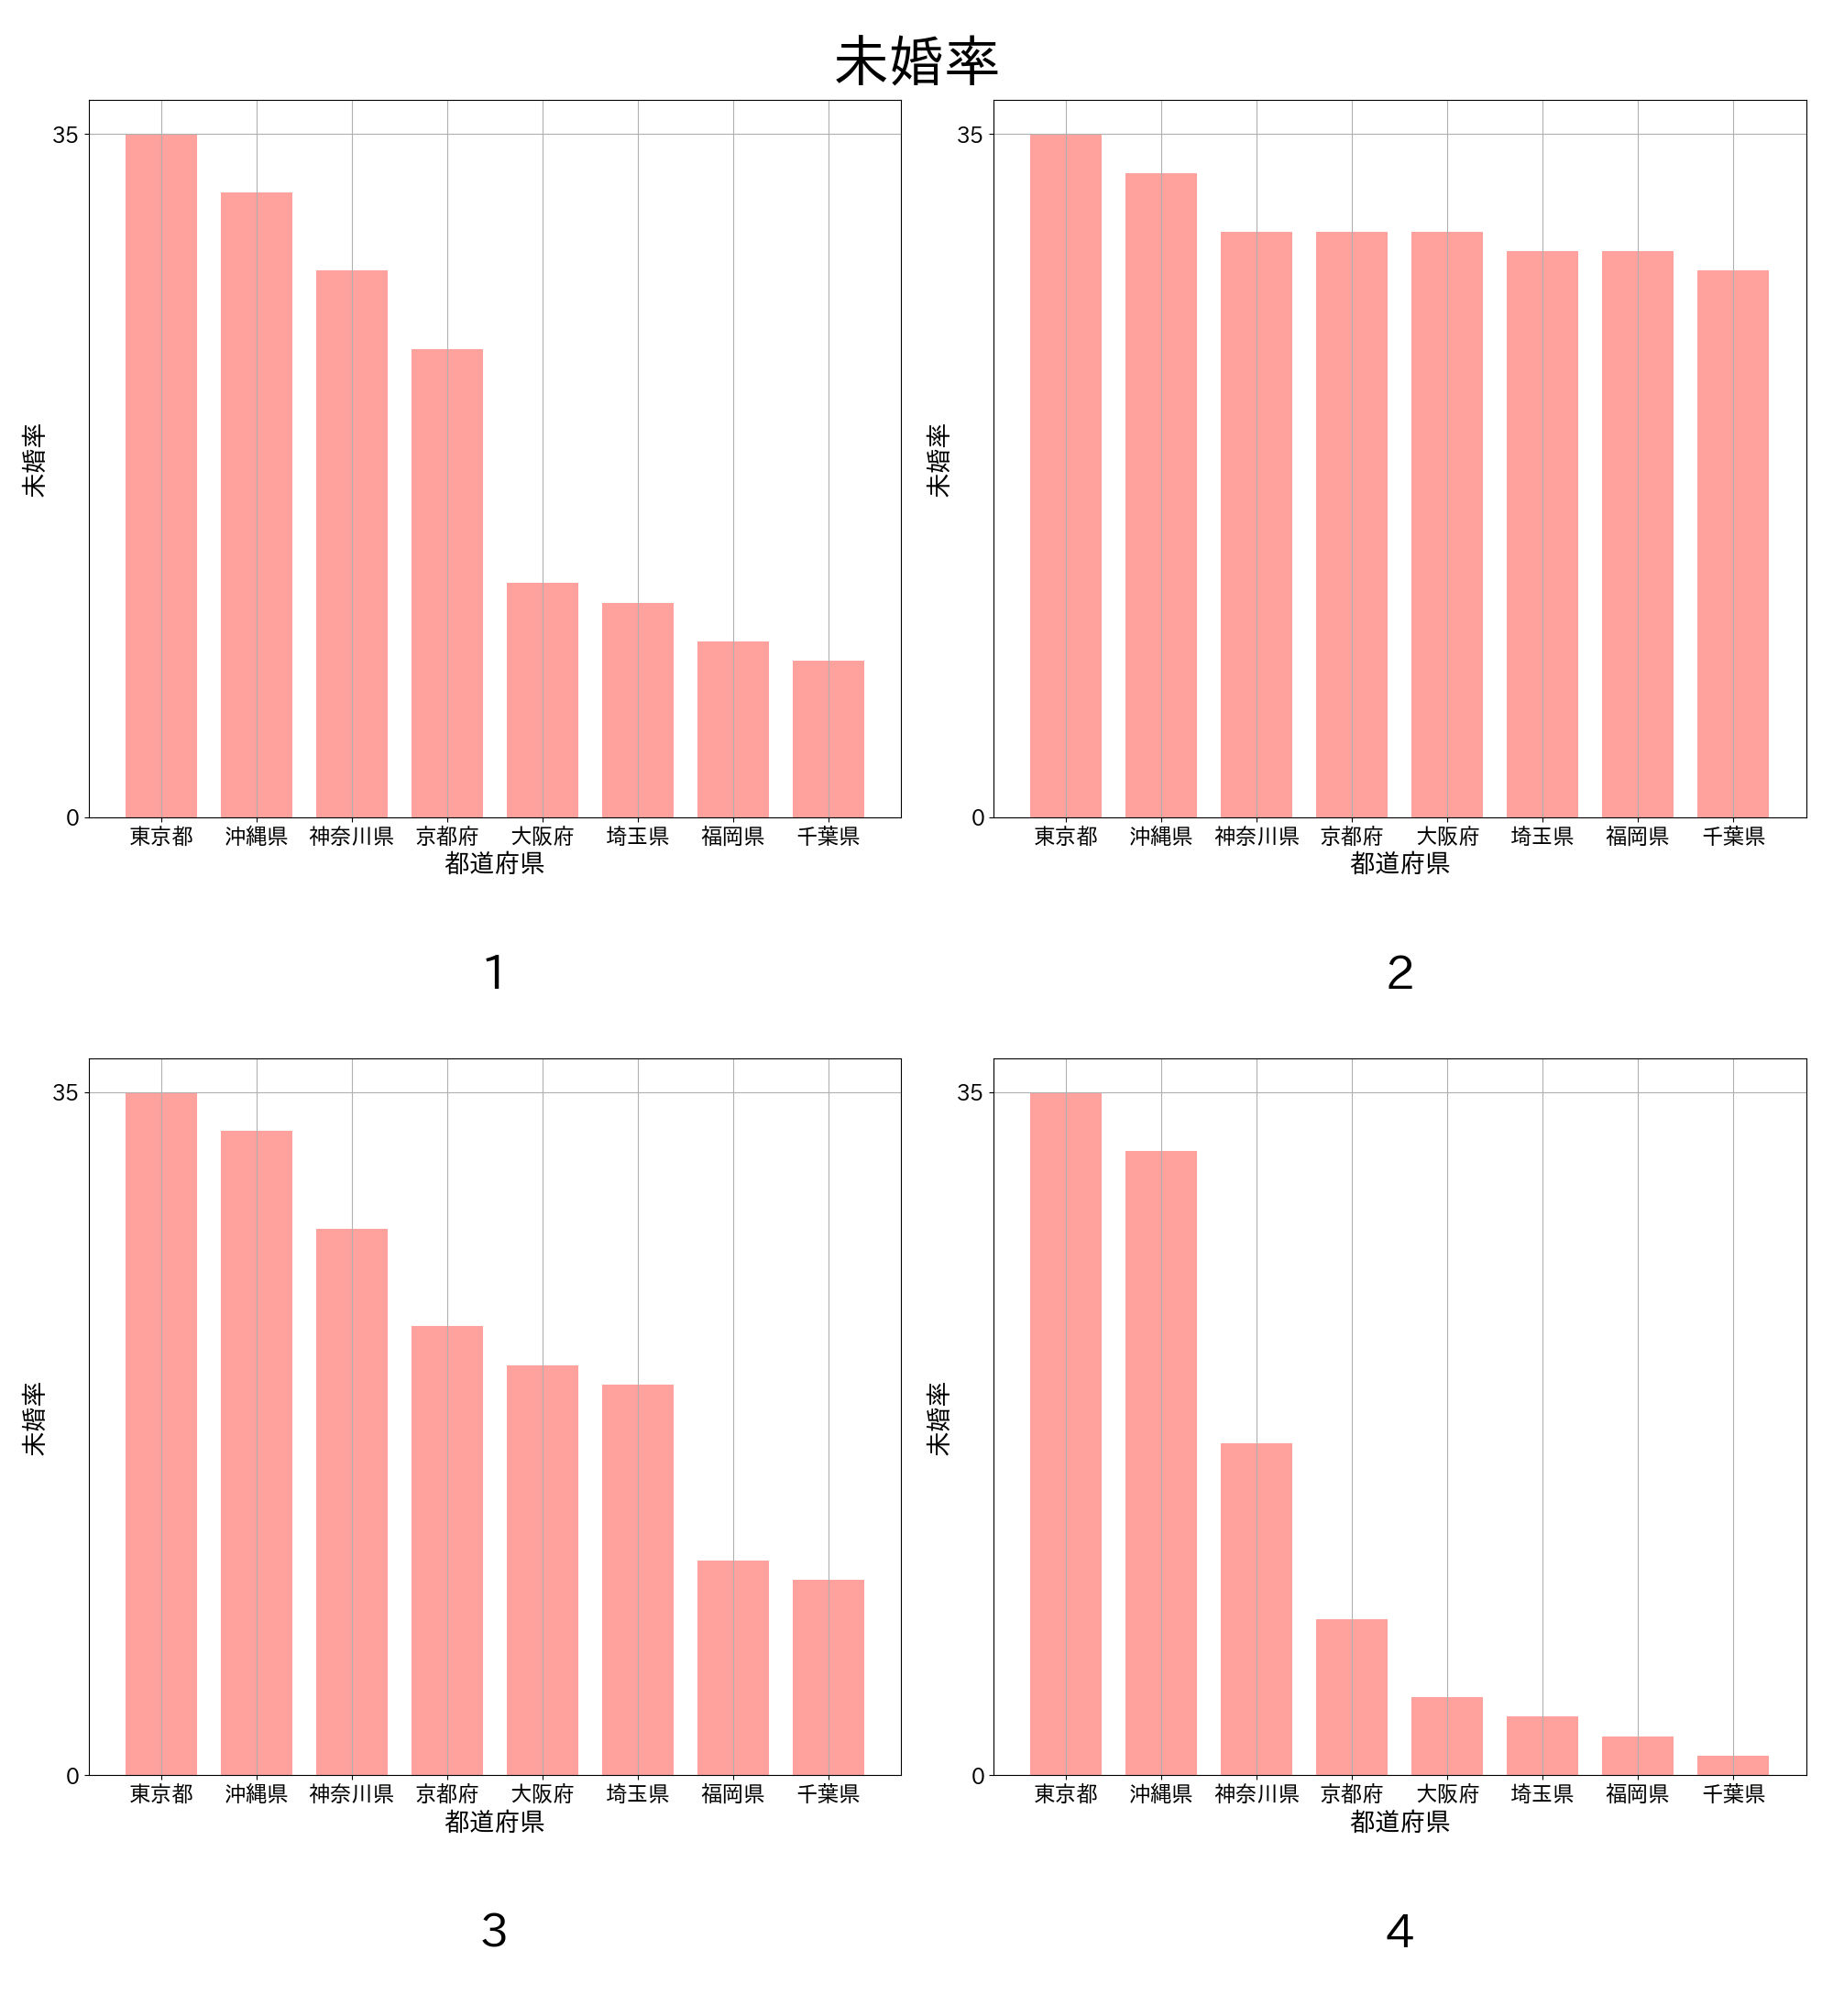 未婚率
35
0
未婚率
東京都 沖縄県 神奈川県 京都府 大阪府 埼玉県 福岡県 千葉県
都道府県
1
35
0
未婚率
東京都 沖縄県 神奈川県 京都府 大阪府 埼玉県 福岡県 千葉県
都道府県
2
35
0
未婚率
東京都 沖縄県 神奈川県 京都府 大阪府 埼玉県 福岡県 千葉県
都道府県
3
35
0
未婚率
東京都 沖縄県 神奈川県 京都府 大阪府 埼玉県 福岡県 千葉県
都道府県
4